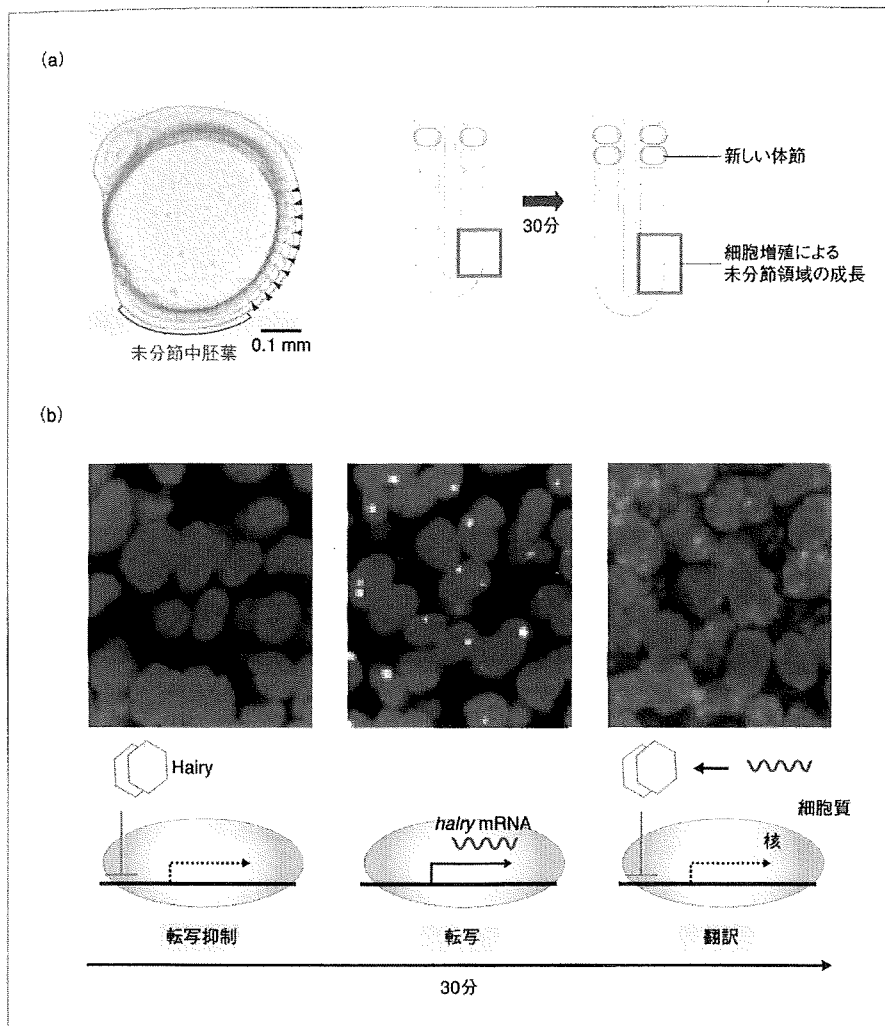 (a)
新しい体節
30分
細胞増殖による
未分節領域の成長
0.1 mm
未分節中胚葉
(b)
Hairy
hairy mRNA
細胞質
核
転写抑制
転写
翻訳
30分